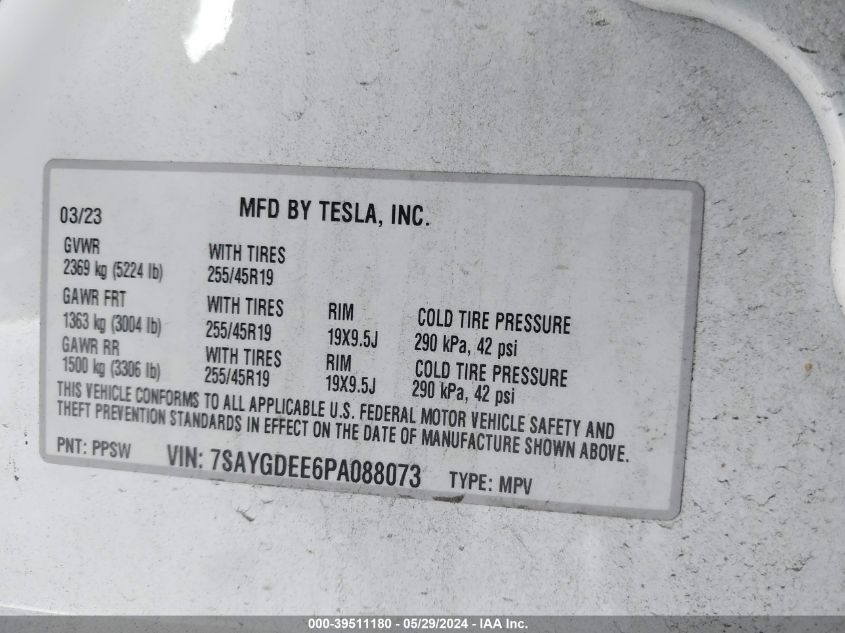 03/23 MFD BY TESLA, INC.
GVWR WITH TIRES
2369 kg (5224 lb) 255/45R19
GAWR FRT WITH TIRES RIM COLD TIRE PRESSURE
1363 kg (3004 lb) 255/45R19 19X9.5J 290 kPa, 42 psi
GAWR RR WITH TIRES RIM COLD TIRE PRESSURE
1500 kg (3306 lb) 255/45R19 19X9.5J 290 kPa, 42 psi
THIS VEHICLE CONFORMS TO ALL APPLICABLE U.S. FEDERAL MOTOR VEHICLE SAFETY AND
THEFT PREVENTION STANDARDS IN EFFECT ON THE DATE OF MANUFACTURE SHOWN ABOVE.
PNT: PPSW VIN: 7SAYGDEE6PA088073 TYPE: MPV
000-39511180 - 05/29/2024 - IAA Inc.